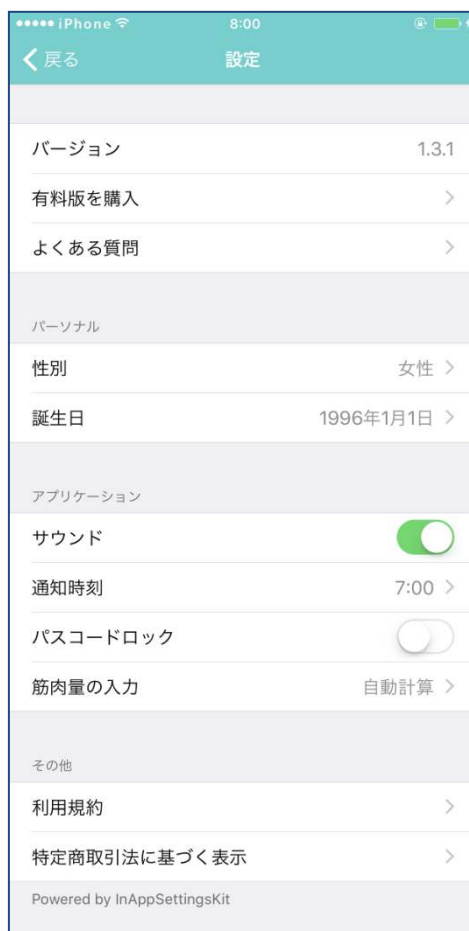 iPhone 8:00
戻る 設定
バージョン 1.3.1
有料版を購入
よくある質問
パーソナル
性別 女性
誕生日 1996年1月1日
アプリケーション
サウンド
通知時刻 7:00
パスコードロック
筋肉量の入力 自動計算
その他
利用規約
特定商取引法に基づく表示
Powered by InAppSettingsKit